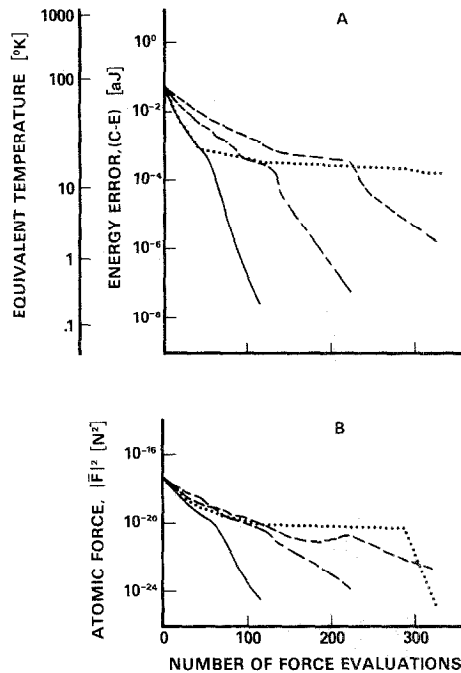 A
EQUIVALENT TEMPERATURE [°K]
1000
100
10
1
.1
ENERGY ERROR, (C-E) [aJ]
10⁰
10⁻²
10⁻⁴
10⁻⁶
10⁻⁸
B
ATOMIC FORCE, |F̄|² [N²]
10⁻¹⁶
10⁻²⁰
10⁻²⁴
0 100 200 300
NUMBER OF FORCE EVALUATIONS